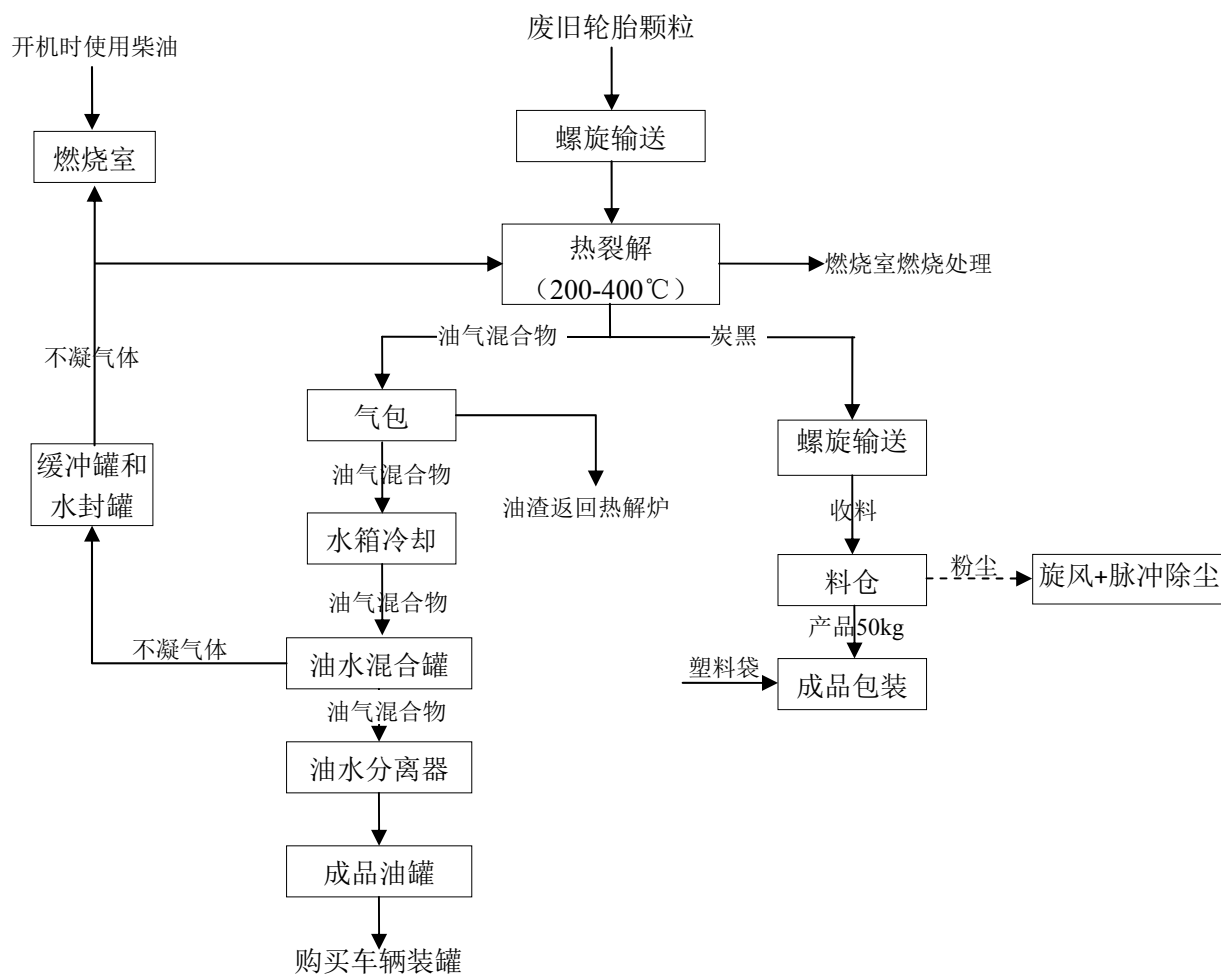 废旧轮胎颗粒
开机时使用柴油
螺旋输送
燃烧室
热裂解
（200-400℃）
燃烧室燃烧处理
油气混合物
炭黑
不凝气体
气包
螺旋输送
缓冲罐和
水封罐
油气混合物
油渣返回热解炉
收料
水箱冷却
粉尘
料仓
旋风+脉冲除尘
油气混合物
产品50kg
不凝气体
油水混合罐
塑料袋
成品包装
油气混合物
油水分离器
成品油罐
购买车辆装罐